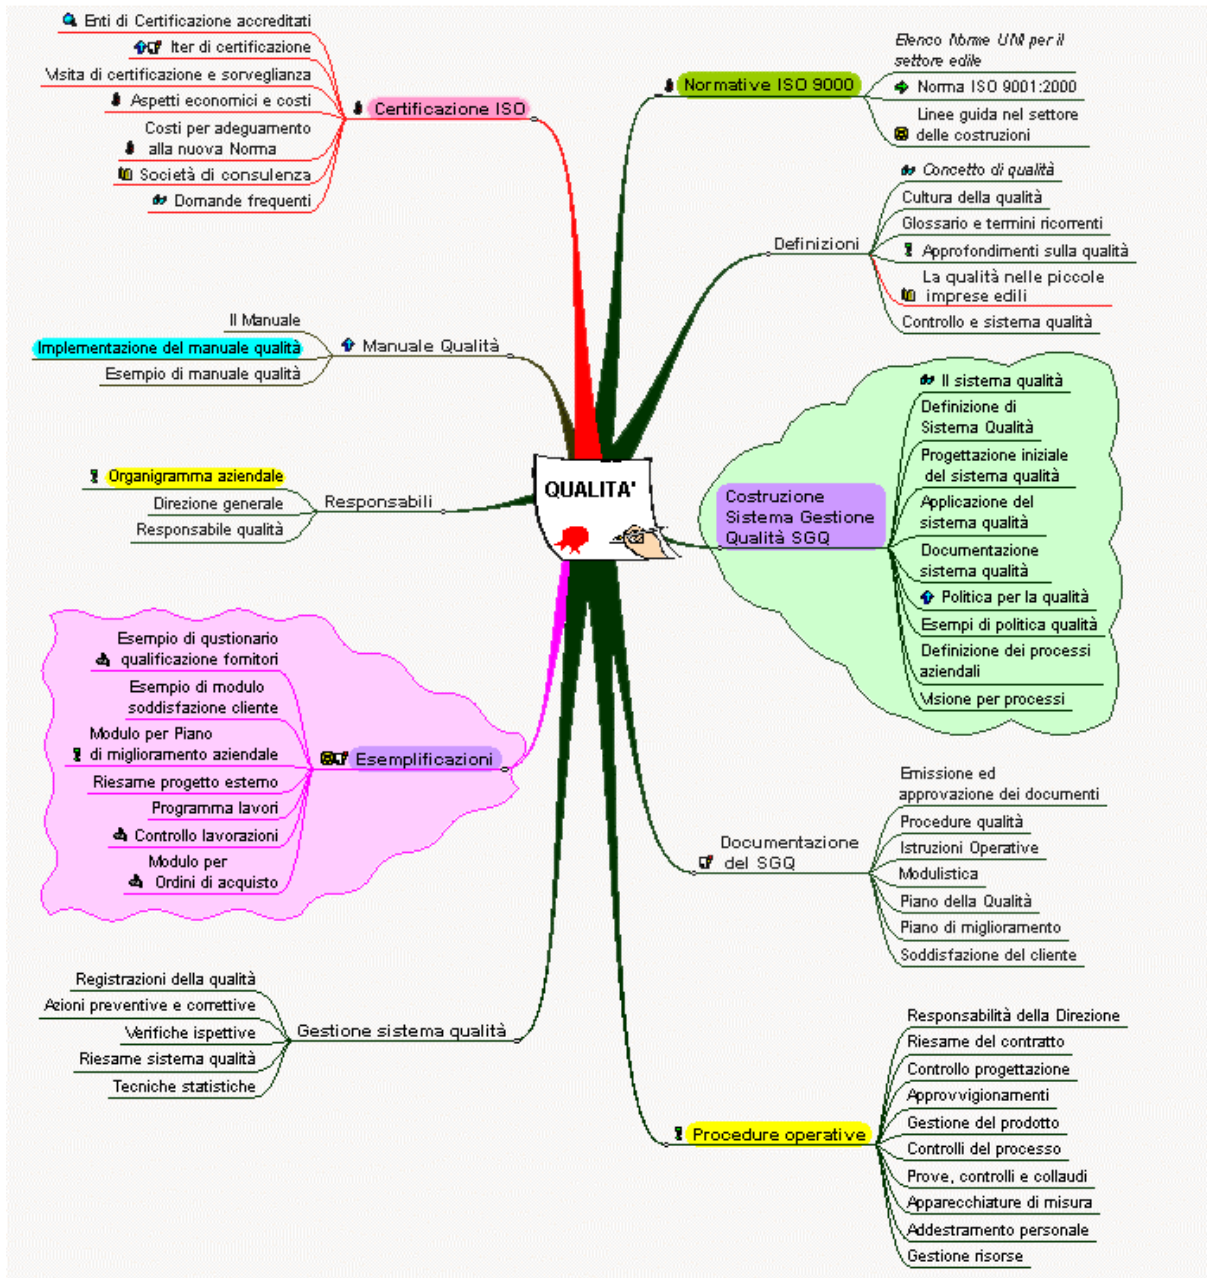 QUALITA'
Normative ISO 9000
Elenco Norme UNI per il
settore edile
Norma ISO 9001:2000
Linee guida nel settore
delle costruzioni
Definizioni
Concetto di qualità
Cultura della qualità
Glossario e termini ricorrenti
Approfondimenti sulla qualità
La qualità nelle piccole
imprese edili
Controllo e sistema qualità
Costruzione
Sistema Gestione
Qualità SGQ
Il sistema qualità
Definizione di
Sistema Qualità
Progettazione iniziale
del sistema qualità
Applicazione del
sistema qualità
Documentazione
sistema qualità
Politica per la qualità
Esempi di politica qualità
Definizione dei processi
aziendali
Visione per processi
Documentazione
del SGQ
Emissione ed
approvazione dei documenti
Procedure qualità
Istruzioni Operative
Modulistica
Piano della Qualità
Piano di miglioramento
Soddisfazione del cliente
Procedure operative
Responsabilità della Direzione
Riesame del contratto
Controllo progettazione
Approvvigionamenti
Gestione del prodotto
Controlli del processo
Prove, controlli e collaudi
Apparecchiature di misura
Addestramento personale
Gestione risorse
Certificazione ISO
Enti di Certificazione accreditati
Iter di certificazione
Visita di certificazione e sorveglianza
Aspetti economici e costi
Costi per adeguamento
alla nuova Norma
Società di consulenza
Domande frequenti
Manuale Qualità
Il Manuale
Implementazione del manuale qualità
Esempio di manuale qualità
Responsabili
Organigramma aziendale
Direzione generale
Responsabile qualità
Esemplificazioni
Esempio di qustionario
qualificazione fornitori
Esempio di modulo
soddisfazione cliente
Modulo per Piano
di miglioramento aziendale
Riesame progetto esterno
Programma lavori
Controllo lavorazioni
Modulo per
Ordini di acquisto
Gestione sistema qualità
Registrazioni della qualità
Azioni preventive e correttive
Verifiche ispettive
Riesame sistema qualità
Tecniche statistiche